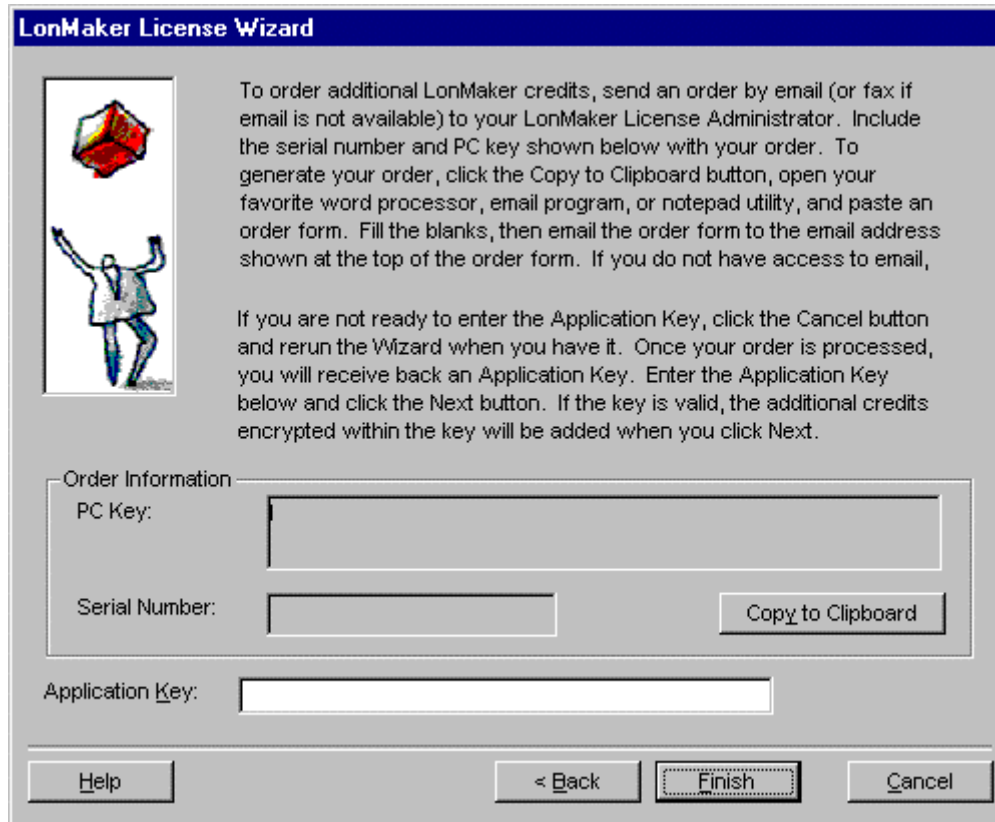 LonMaker License Wizard
To order additional LonMaker credits, send an order by email (or fax if
email is not available) to your LonMaker License Administrator.  Include
the serial number and PC key shown below with your order.  To
generate your order, click the Copy to Clipboard button, open your
favorite word processor, email program, or notepad utility, and paste an
order form.  Fill the blanks, then email the order form to the email address
shown at the top of the order form.  If you do not have access to email,
If you are not ready to enter the Application Key, click the Cancel button
and rerun the Wizard when you have it.  Once your order is processed,
you will receive back an Application Key.  Enter the Application Key
below and click the Next button.  If the key is valid, the additional credits
encrypted within the key will be added when you click Next.
Order Information
PC Key:
Serial Number:
Copy to Clipboard
Application Key:
Help
< Back
Finish
Cancel